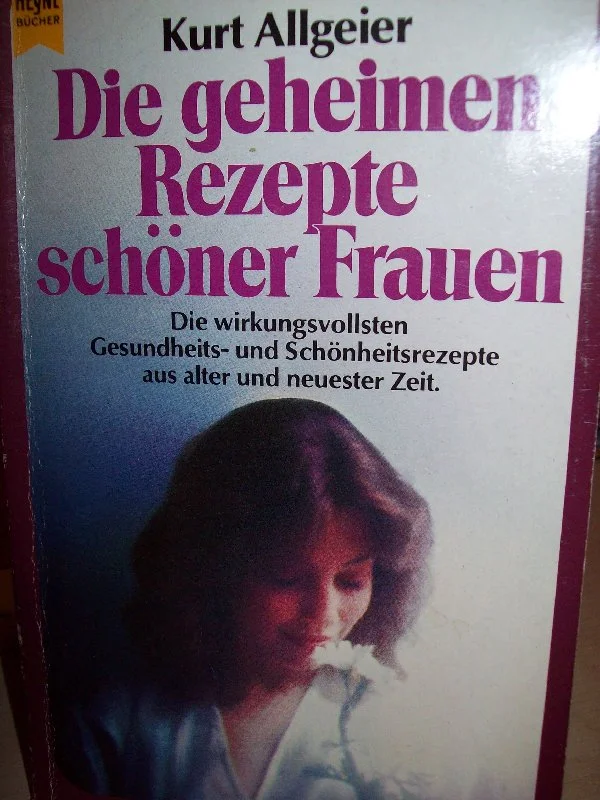 HEYNE
BÜCHER
Kurt Allgeier
Die geheimen
Rezepte
schöner Frauen
Die wirkungsvollsten
Gesundheits- und Schönheitsrezepte
aus alter und neuester Zeit.